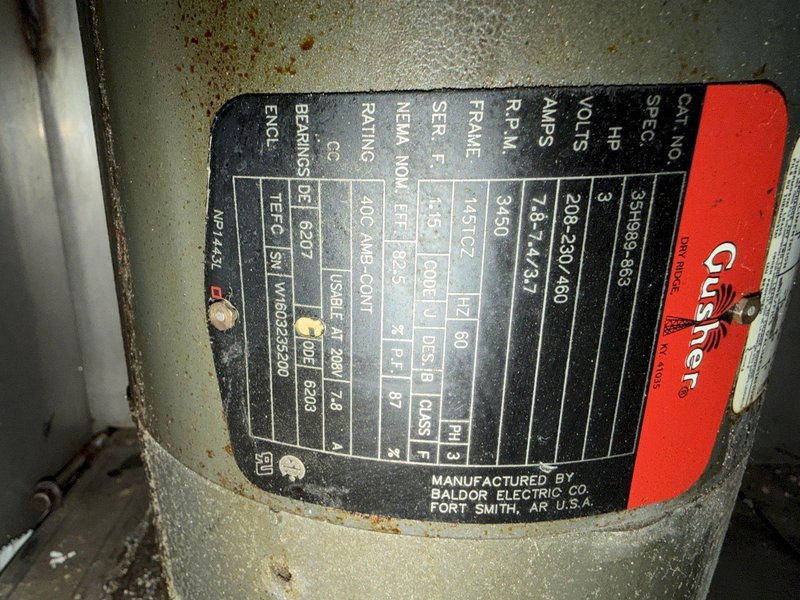 Gusher®
DRY RIDGE, KY. 41035
CAT. NO.
SPEC. 35H989-863
HP 3
VOLTS 208-230/460
AMPS 7.8-7.4/3.7
R.P.M. 3450
FRAME 145TCZ HZ 60 PH 3
SER. F. 1.15 CODE J DES. B CLASS F
NEMA NOM. EFF. 82.5 % P.F. 87 %
RATING 40C AMB-CONT
CC USABLE AT 208V 7.8 A
BEARINGS DE 6207 ODE 6203
ENCL TEFC SN W1803235200
NP1443L
MANUFACTURED BY
BALDOR ELECTRIC CO.
FORT SMITH, AR U.S.A.